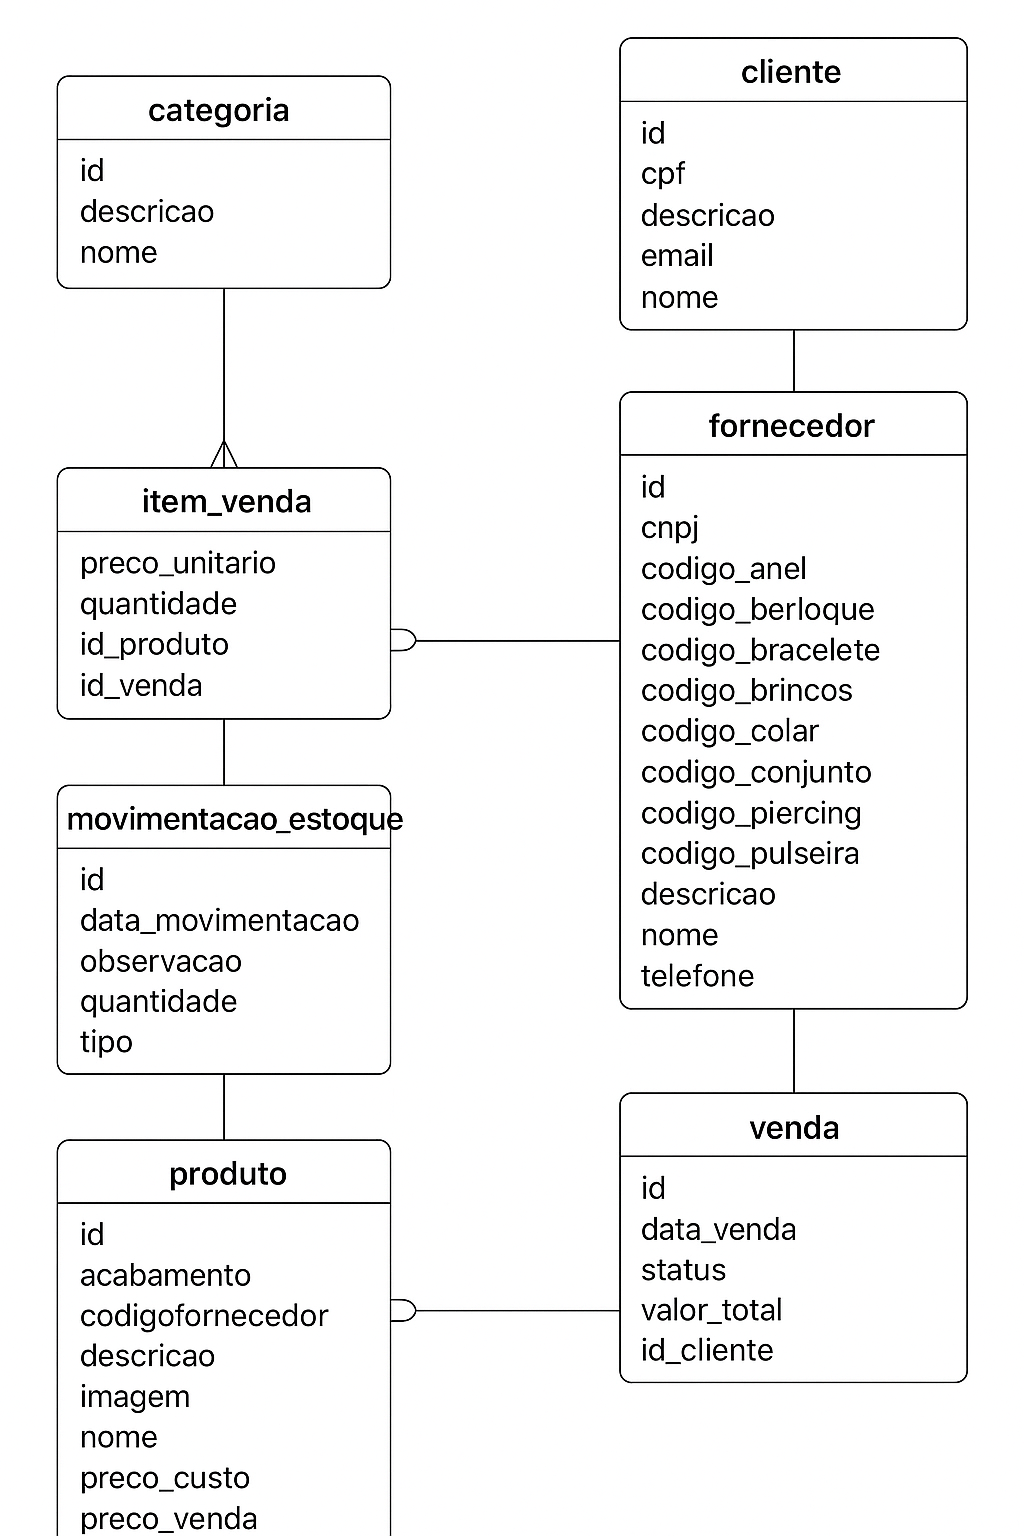 categoria
id
descricao
nome
cliente
id
cpf
descricao
email
nome
item_venda
preco_unitario
quantidade
id_produto
id_venda
fornecedor
id
cnpj
codigo_anel
codigo_berloque
codigo_bracelete
codigo_brincos
codigo_colar
codigo_conjunto
codigo_piercing
codigo_pulseira
descricao
nome
telefone
movimentacao_estoque
id
data_movimentacao
observacao
quantidade
tipo
produto
id
acabamento
codigofornecedor
descricao
imagem
nome
preco_custo
preco_venda
venda
id
data_venda
status
valor_total
id_cliente